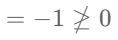 = −1 ≱ 0